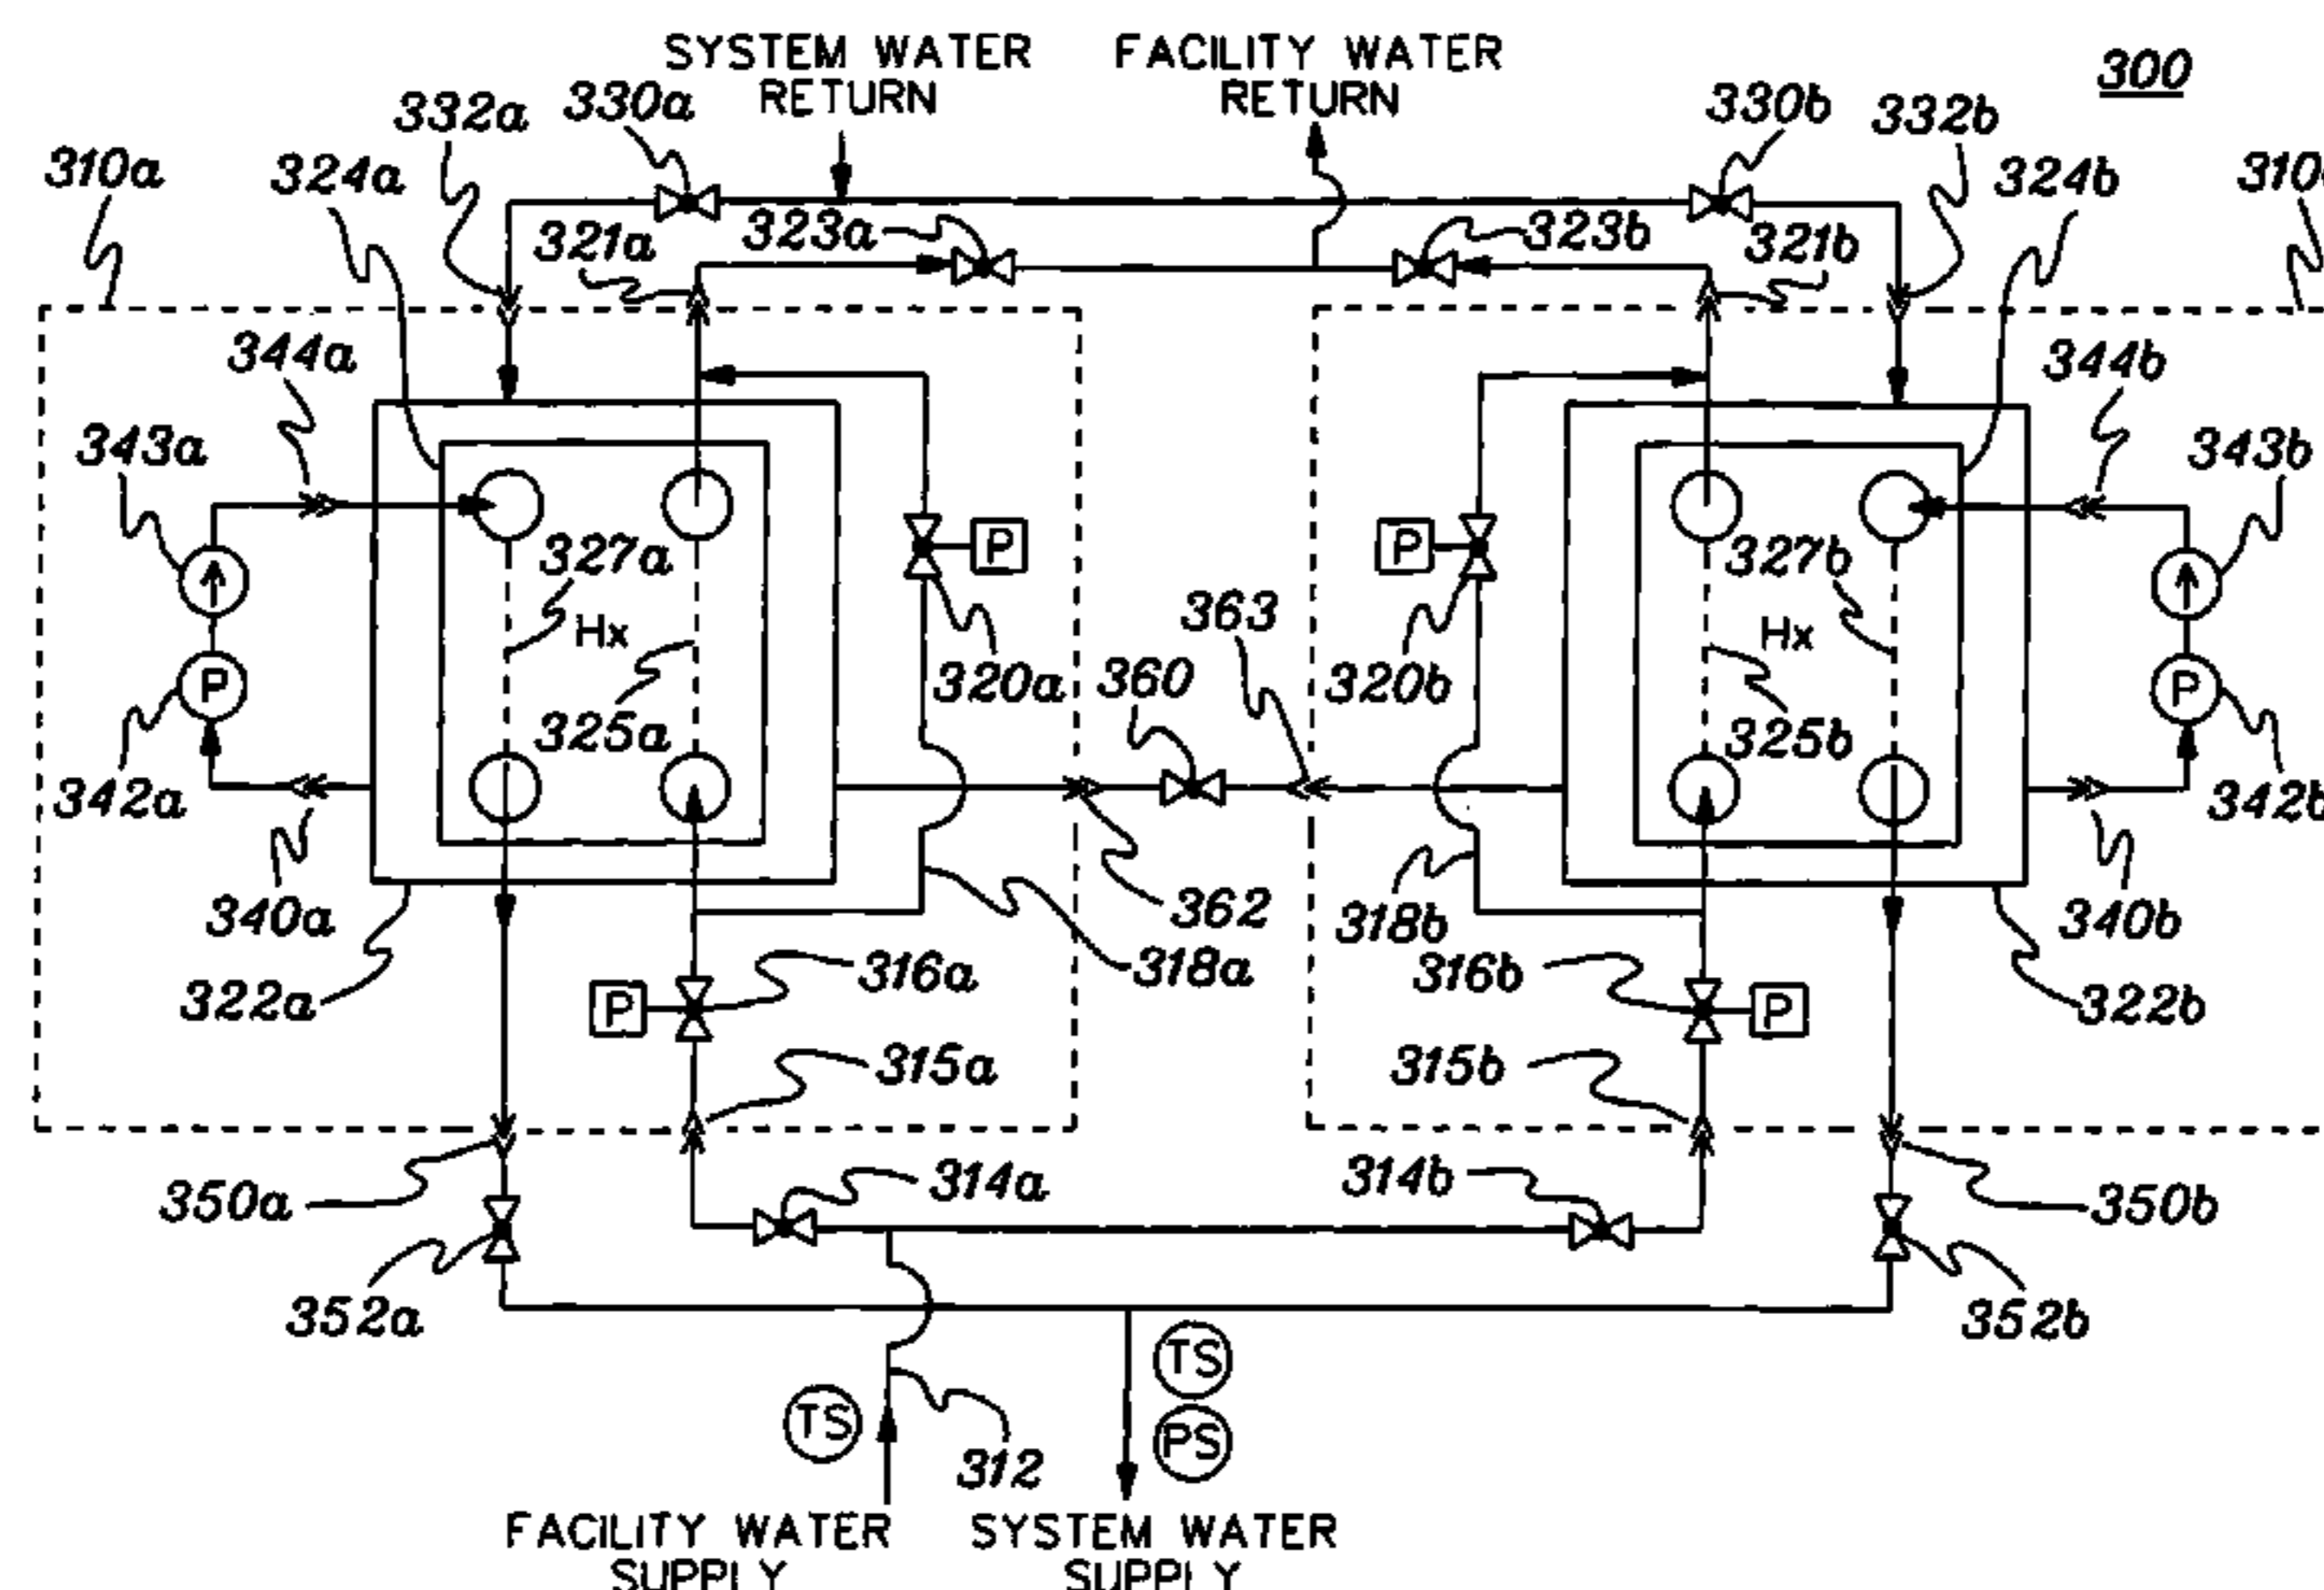 SYSTEM WATER
RETURN
FACILITY WATER
RETURN
300
332a
330a
330b
332b
310a
324a
324b
321a
323a
323b
321b
344a
344b
343a
343b
327a
327b
P
P
Hx
Hx
363
320a
360
320b
P
P
325a
325b
342a
342b
362
340a
318b
340b
322a
316a
318a
316b
322b
P
P
315a
315b
350a
314a
314b
350b
352a
352b
TS
TS
PS
312
FACILITY WATER
SUPPLY
SYSTEM WATER
SUPPLY